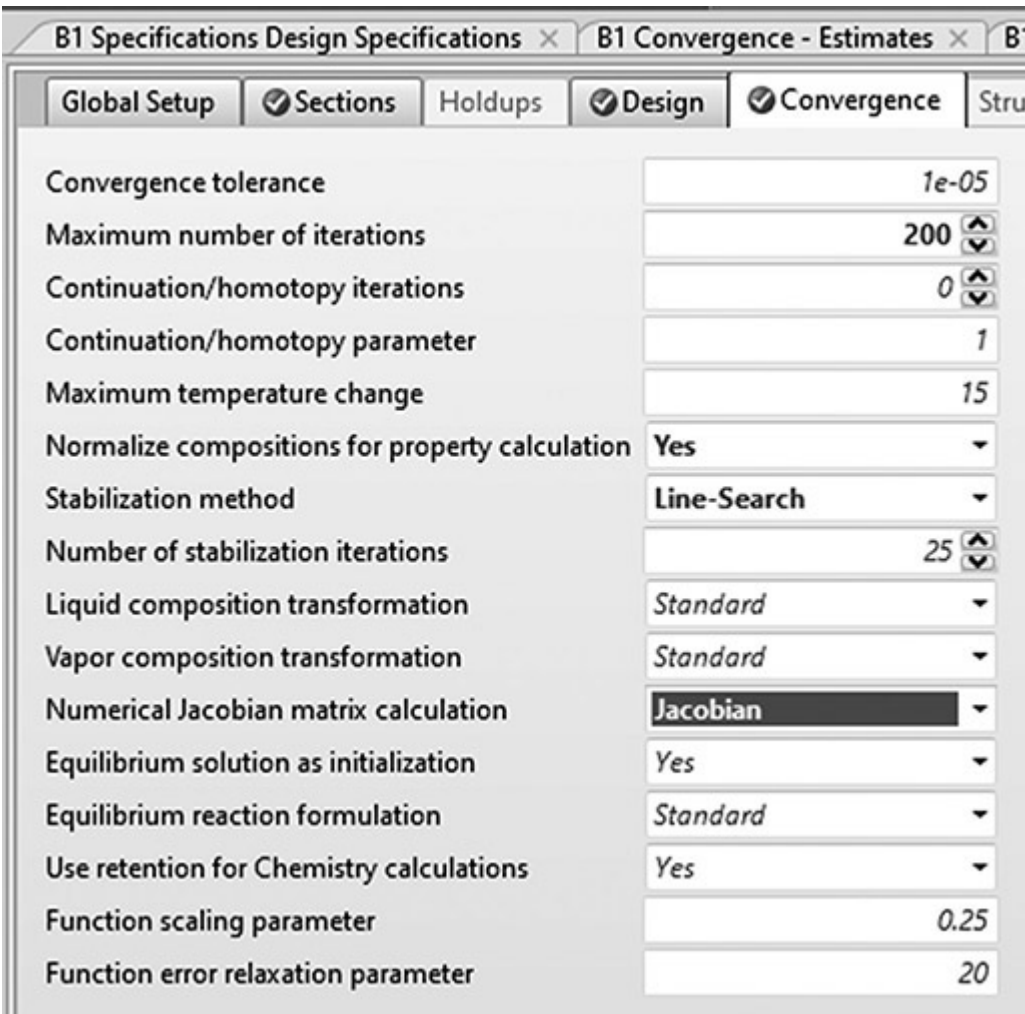 B1 Specifications Design Specifications × B1 Convergence - Estimates × B1
Global Setup Sections Holdups Design Convergence Stru
Convergence tolerance 1e-05
Maximum number of iterations 200
Continuation/homotopy iterations 0
Continuation/homotopy parameter 1
Maximum temperature change 15
Normalize compositions for property calculation Yes
Stabilization method Line-Search
Number of stabilization iterations 25
Liquid composition transformation Standard
Vapor composition transformation Standard
Numerical Jacobian matrix calculation Jacobian
Equilibrium solution as initialization Yes
Equilibrium reaction formulation Standard
Use retention for Chemistry calculations Yes
Function scaling parameter 0.25
Function error relaxation parameter 20